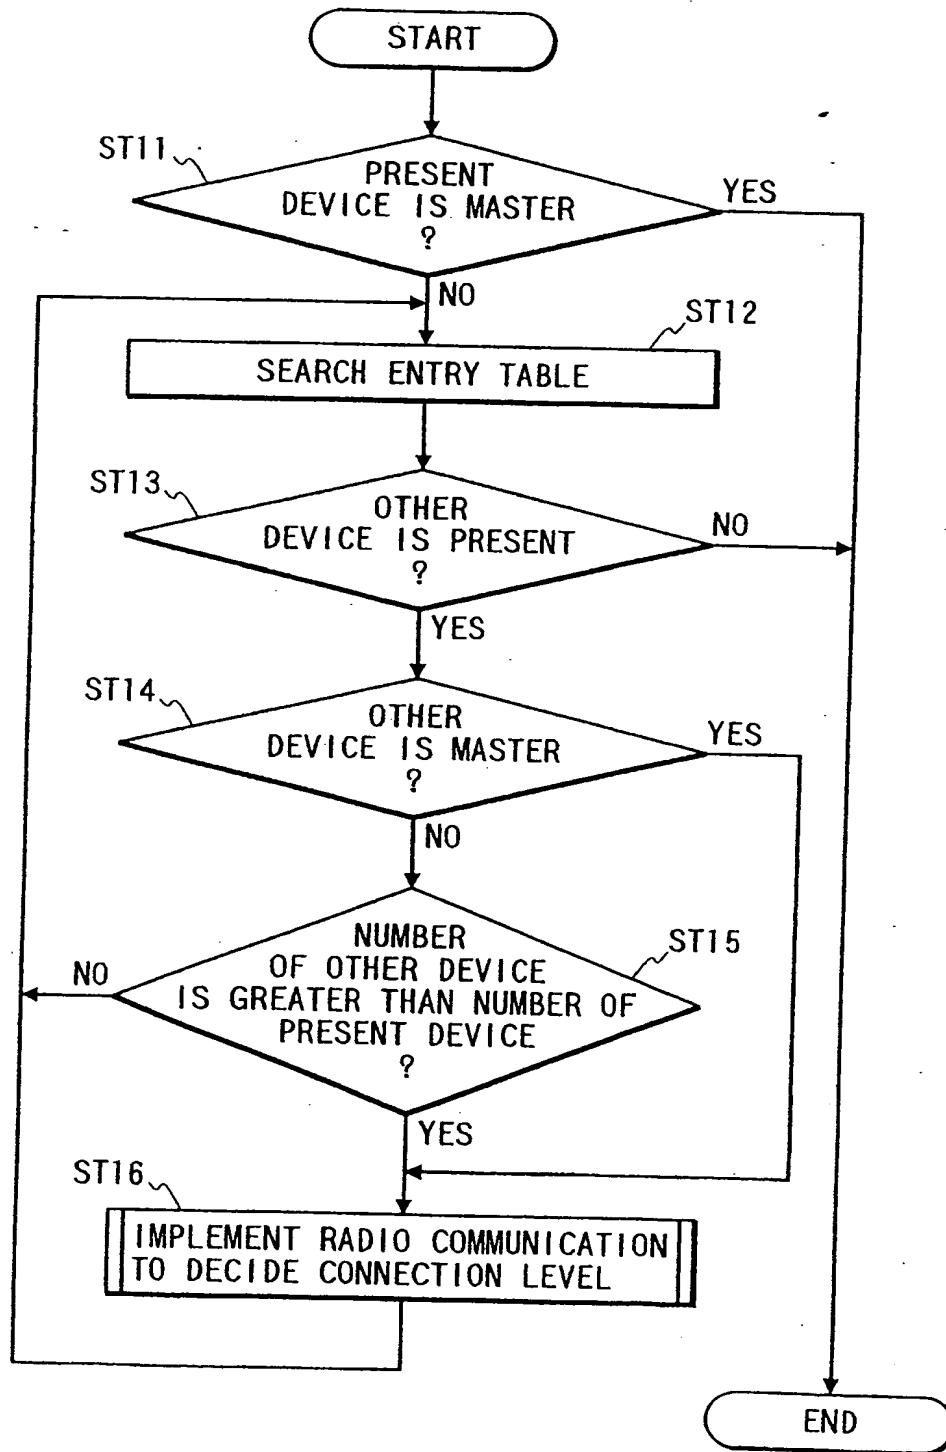 START
ST11
PRESENT
DEVICE IS MASTER
?
YES
NO
ST12
SEARCH ENTRY TABLE
ST13
OTHER
DEVICE IS PRESENT
?
NO
YES
ST14
OTHER
DEVICE IS MASTER
?
YES
NO
NUMBER
OF OTHER DEVICE
IS GREATER THAN NUMBER OF
PRESENT DEVICE
?
ST15
NO
YES
ST16
IMPLEMENT RADIO COMMUNICATION
TO DECIDE CONNECTION LEVEL
END